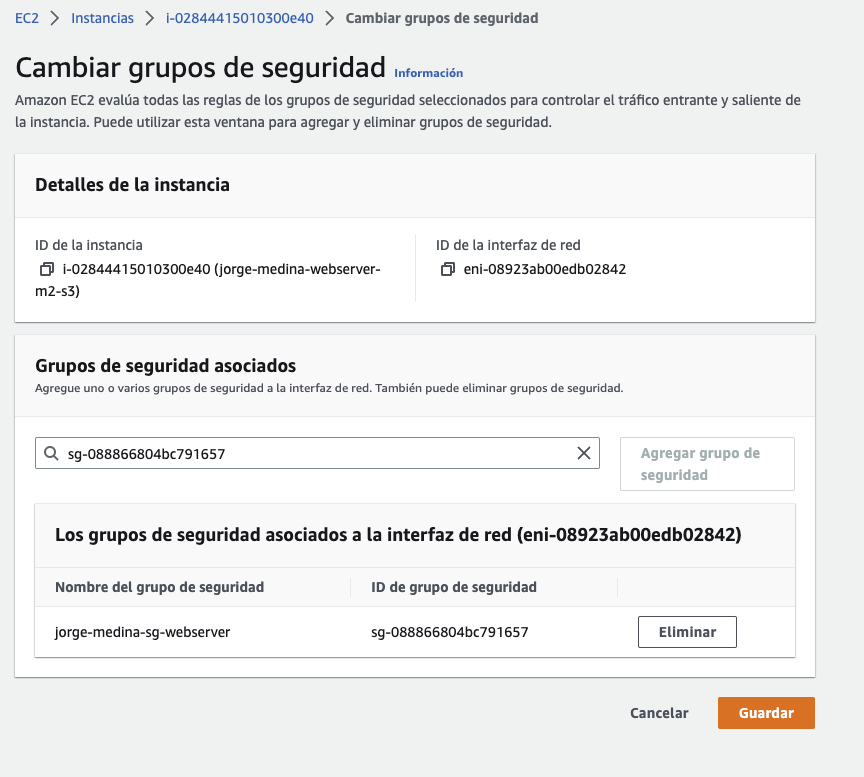 EC2 > Instancias > i-02844415010300e40 > Cambiar grupos de seguridad
Cambiar grupos de seguridad Información
Amazon EC2 evalúa todas las reglas de los grupos de seguridad seleccionados para controlar el tráfico entrante y saliente de
la instancia. Puede utilizar esta ventana para agregar y eliminar grupos de seguridad.
Detalles de la instancia
ID de la instancia
i-02844415010300e40 (jorge-medina-webserver-
m2-s3)
ID de la interfaz de red
eni-08923ab00edb02842
Grupos de seguridad asociados
Agregue uno o varios grupos de seguridad a la interfaz de red. También puede eliminar grupos de seguridad.
sg-088866804bc791657
Agregar grupo de
seguridad
Los grupos de seguridad asociados a la interfaz de red (eni-08923ab00edb02842)
Nombre del grupo de seguridad ID de grupo de seguridad
jorge-medina-sg-webserver sg-088866804bc791657 Eliminar
Cancelar Guardar